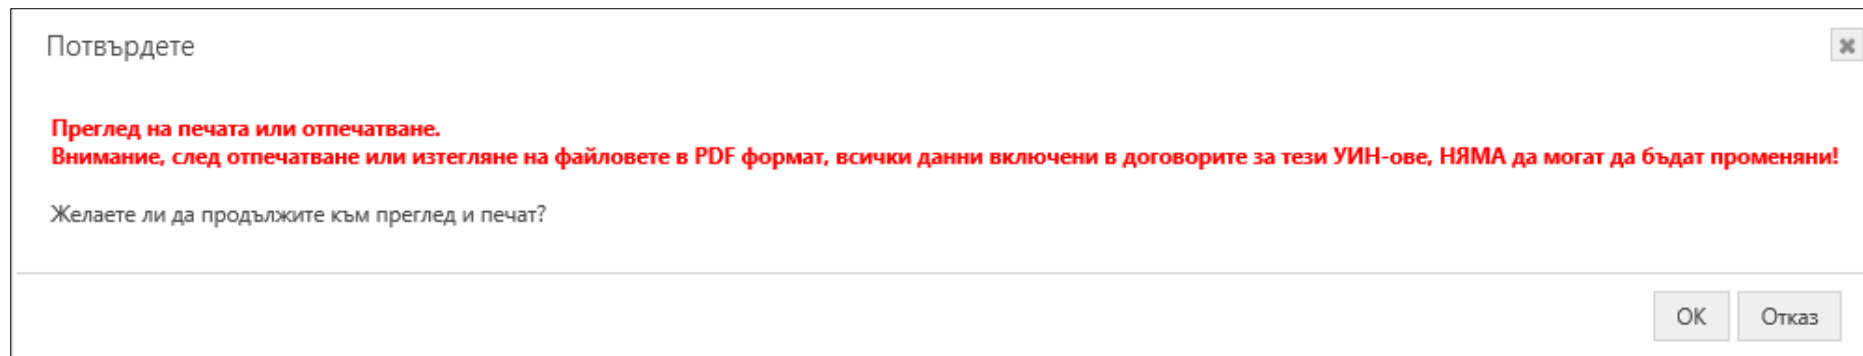 Потвърдете
Преглед на печата или отпечатване.
Внимание, след отпечатване или изтегляне на файловете в PDF формат, всички данни включени в договорите за тези УИН-ове, НЯМА да могат да бъдат променяни!
Желаете ли да продължите към преглед и печат?
ОК Отказ